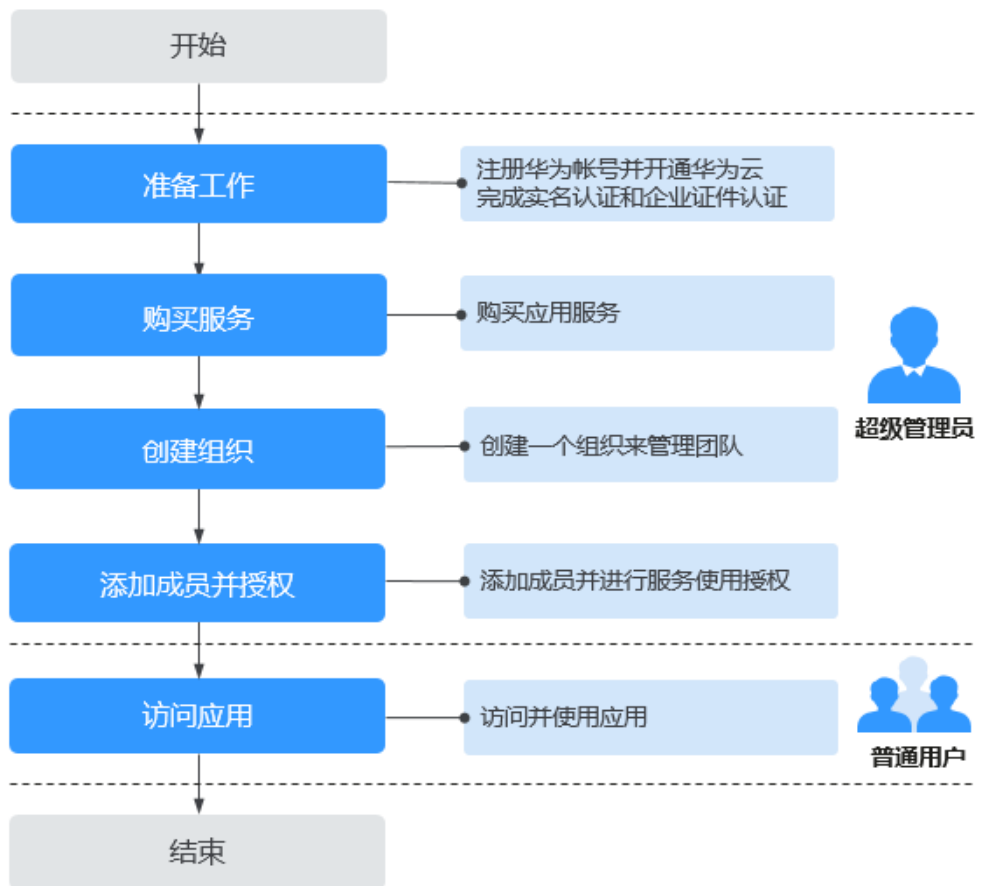 开始
准备工作
注册华为帐号并开通华为云
完成实名认证和企业证件认证
购买服务
购买应用服务
超级管理员
创建组织
创建一个组织来管理团队
添加成员并授权
添加成员并进行服务使用授权
访问应用
访问并使用应用
普通用户
结束